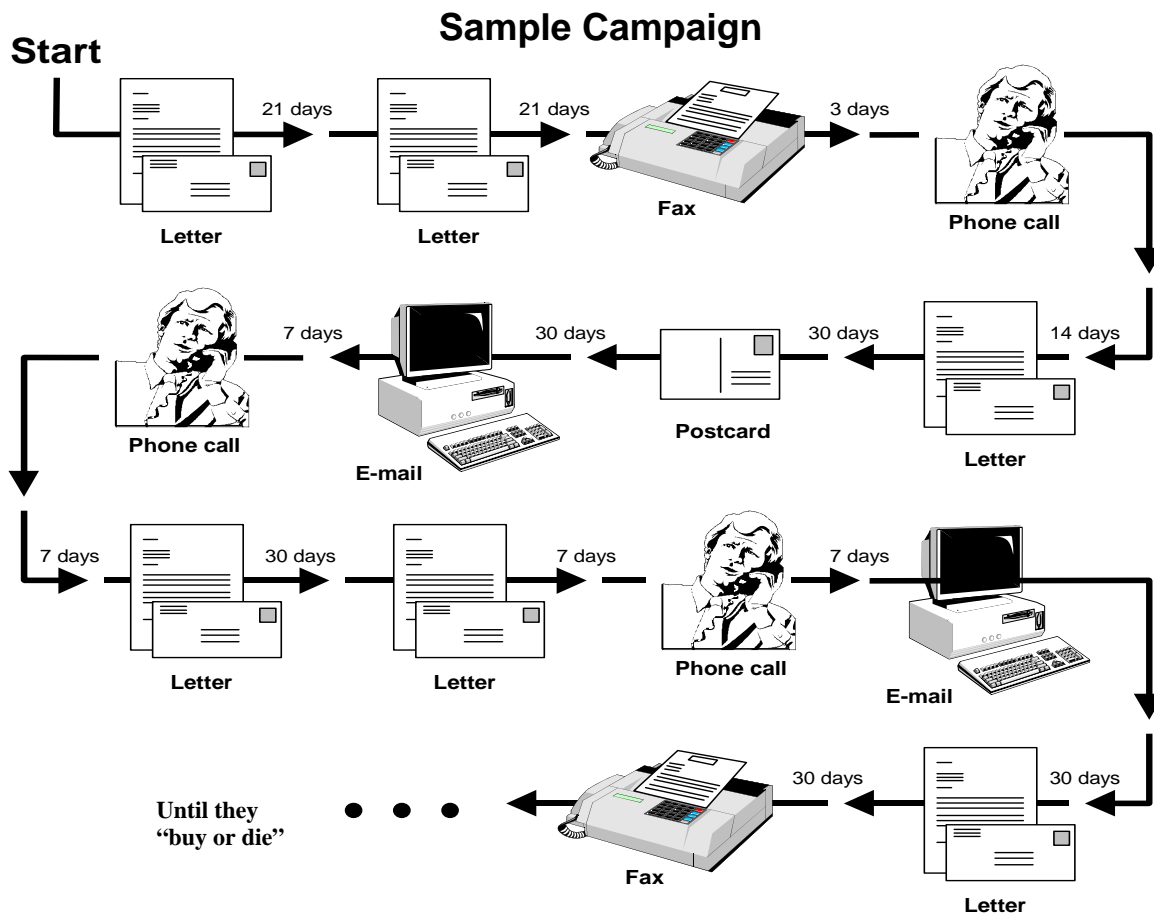 Sample Campaign
Start
21 days
21 days
3 days
Letter
Letter
Fax
Phone call
14 days
30 days
30 days
7 days
Letter
Postcard
E-mail
Phone call
7 days
30 days
7 days
7 days
Letter
Letter
Phone call
E-mail
30 days
30 days
Letter
Fax
Until they
“buy or die”